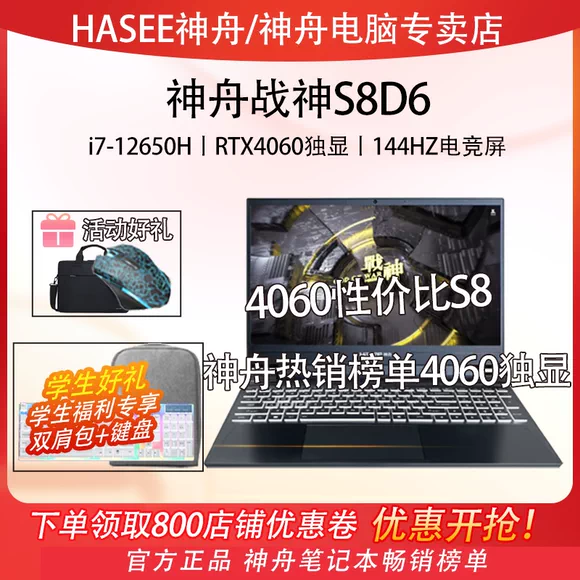 HASEE神舟/神舟电脑专卖店
神舟战神S8D6
i7-12650H丨RTX4060独显丨144HZ电竞屏
活动好礼
戰神
4060性价比S8
神舟热销榜单4060独显
学生好礼
学生福利专享
双肩包+键盘
下单领取800店铺优惠卷 优惠开抢！
官方正品 神舟笔记本畅销榜单